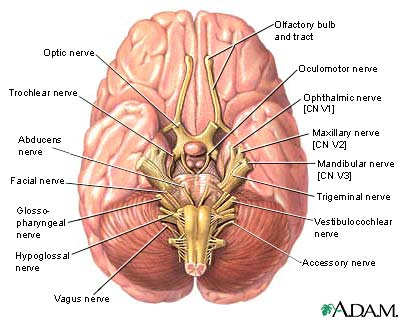 Optic nerve
Trochlear nerve
Abducens
nerve
Facial nerve
Glosso-
pharyngeal
nerve
Hypoglossal
nerve
Vagus nerve
Olfactory bulb
and tract
Oculomotor nerve
Ophthalmic nerve
[CN V1]
Maxillary nerve
[CN V2]
Mandibular nerve
[CN V3]
Trigeminal nerve
Vestibulocochlear
nerve
Accessory nerve
ADAM.